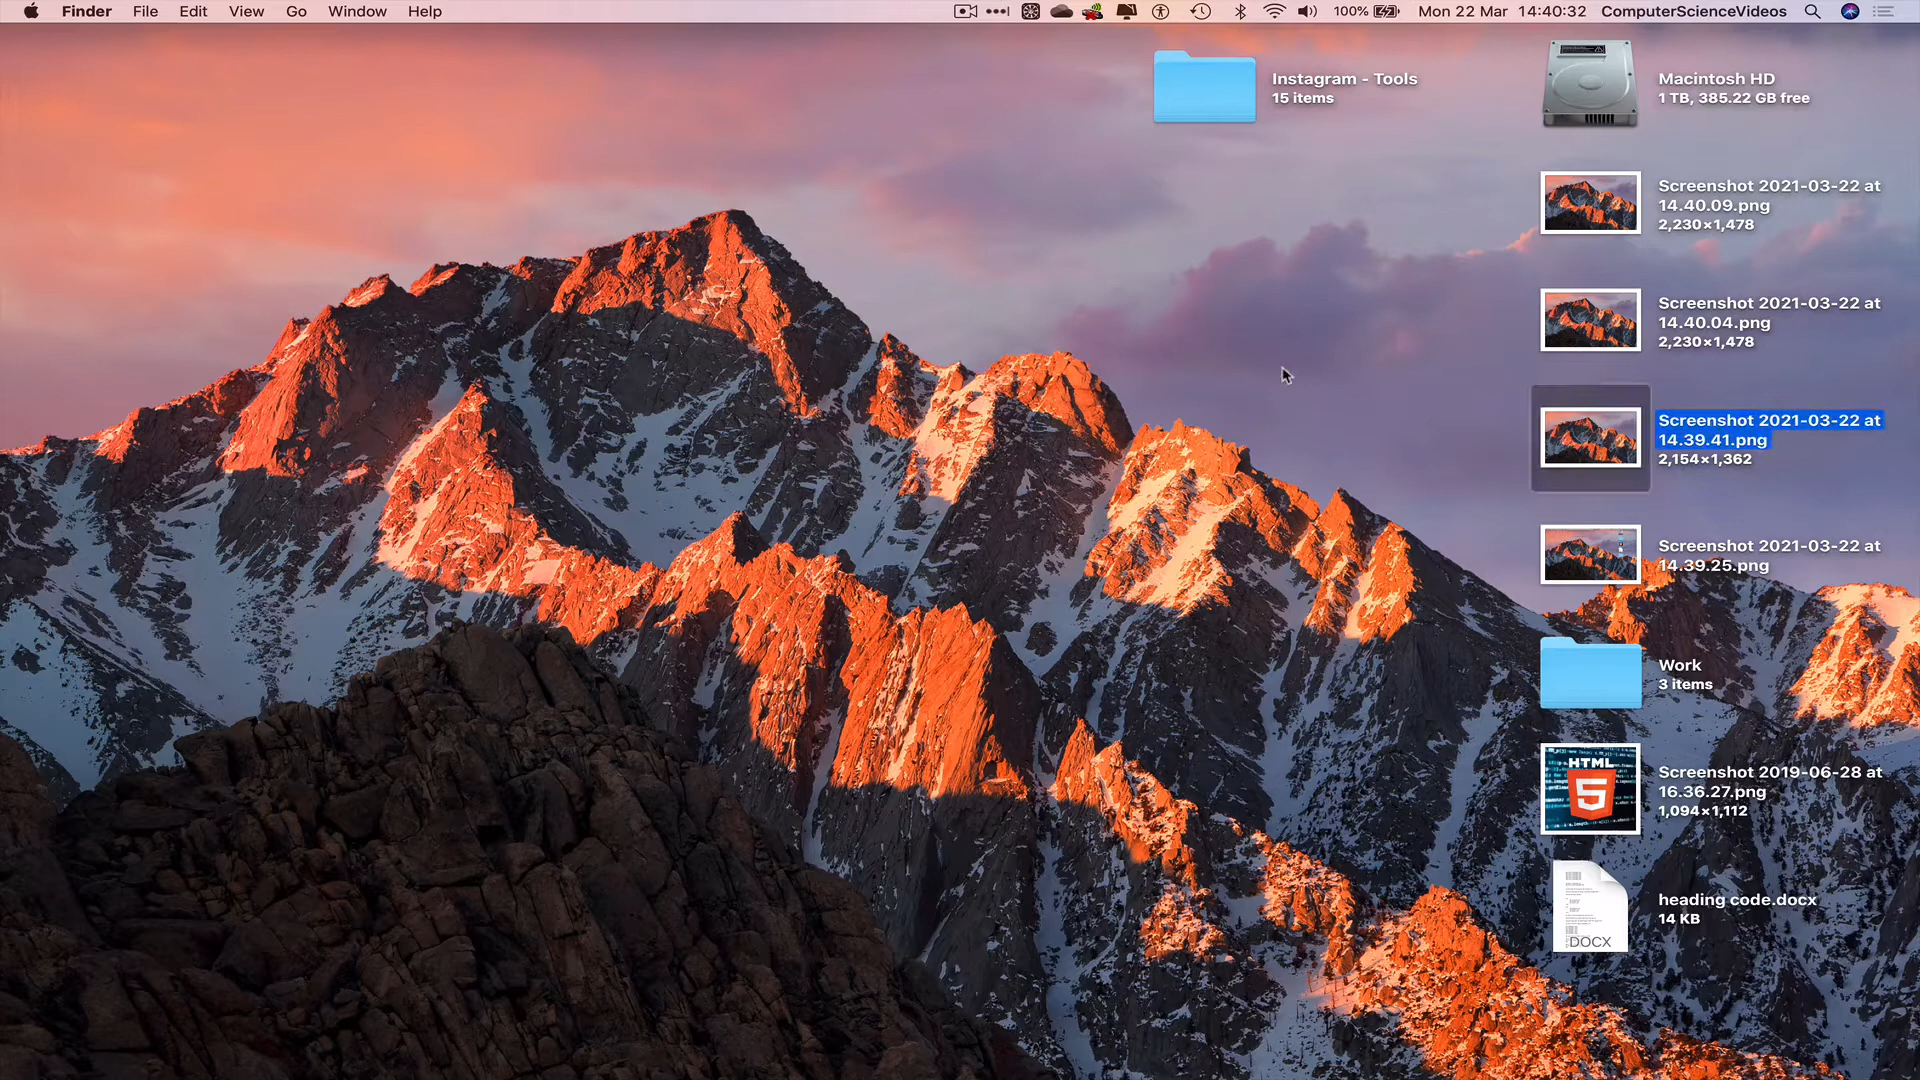 Finder File Edit View Go Window Help 100% Mon 22 Mar 14:40:32 ComputerScienceVideos
Instagram - Tools
15 items
Macintosh HD
1 TB, 385.22 GB free
Screenshot 2021-03-22 at
14.40.09.png
2,230×1,478
Screenshot 2021-03-22 at
14.40.04.png
2,230×1,478
Screenshot 2021-03-22 at
14.39.41.png
2,154×1,362
Screenshot 2021-03-22 at
14.39.25.png
Work
3 items
HTML
5
Screenshot 2019-06-28 at
16.36.27.png
1,094×1,112
DOCX
heading code.docx
14 KB